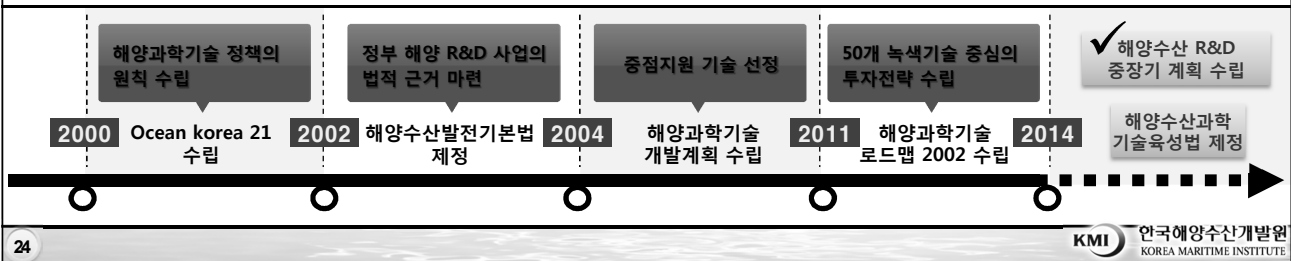 해양과학기술 정책의
원칙 수립
정부 해양 R&D 사업의
법적 근거 마련
중점지원 기술 선정
50개 녹색기술 중심의
투자전략 수립
✓해양수산 R&D
중장기 계획 수립
2000
Ocean korea 21
수립
2002
해양수산발전기본법
제정
2004
해양과학기술
개발계획 수립
2011
해양과학기술
로드맵 2002 수립
2014
해양수산과학
기술육성법 제정
24
KMI
한국해양수산개발원
KOREA MARITIME INSTITUTE